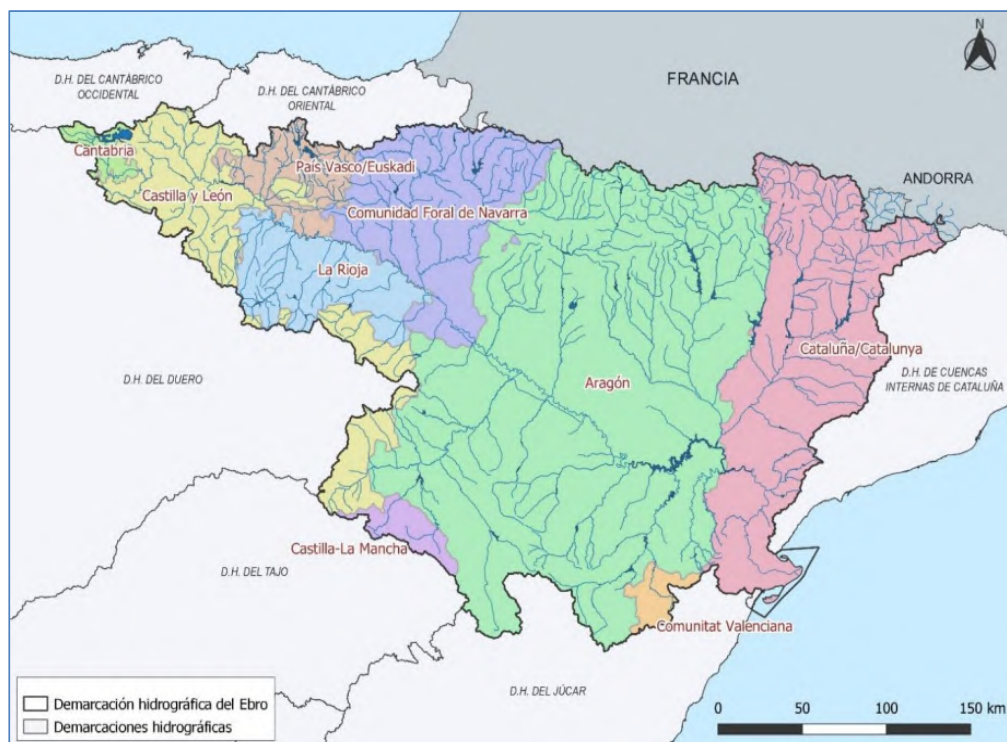 N
FRANCIA
D.H. DEL CANTÁBRICO
OCCIDENTAL
D.H. DEL CANTÁBRICO
ORIENTAL
Cantabria
País Vasco/Euskadi
ANDORRA
Castilla y León
Comunidad Foral de Navarra
La Rioja
Cataluña/Catalunya
D.H. DEL DUERO
Aragón
D.H. DE CUENCAS
INTERNAS DE CATALUÑA
Castilla-La Mancha
D.H. DEL TAJO
Comunitat Valenciana
D.H. DEL JÚCAR
Demarcación hidrográfica del Ebro
Demarcaciones hidrográficas
0 50 100 150 km